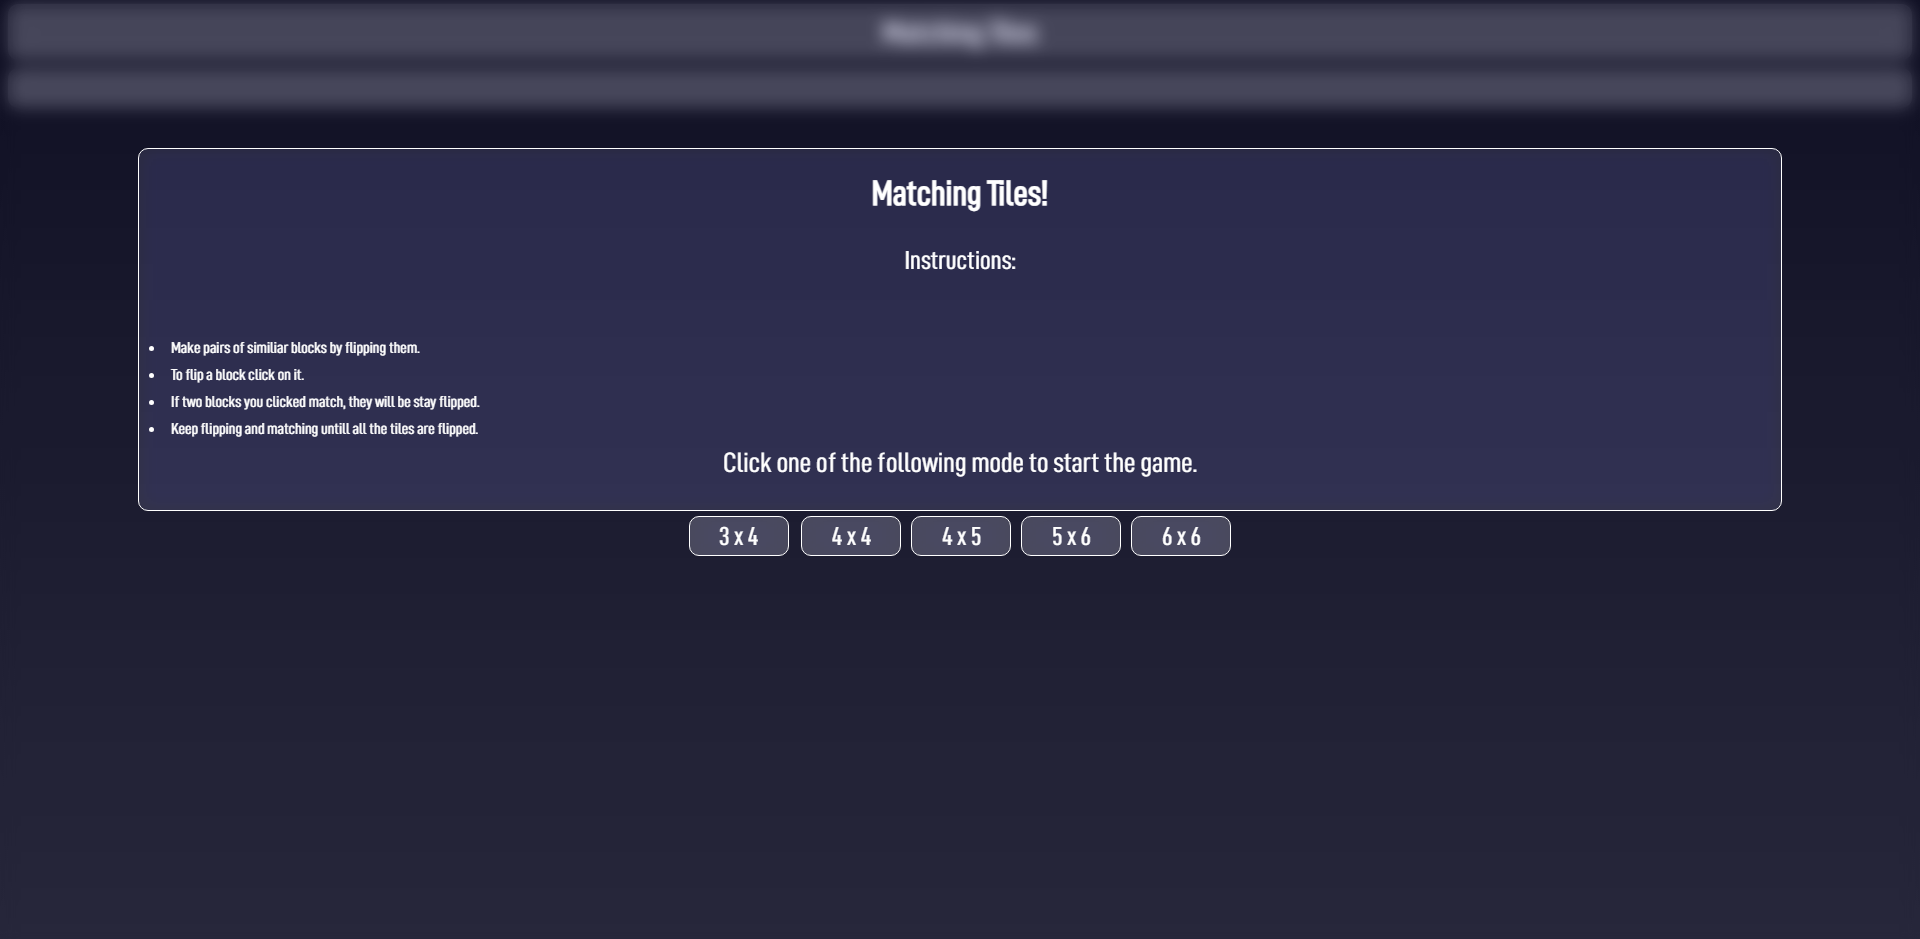 Matching Tiles
Matching Tiles!
Instructions:
Make pairs of similiar blocks by flipping them.
To flip a block click on it.
If two blocks you clicked match, they will be stay flipped.
Keep flipping and matching untill all the tiles are flipped.
Click one of the following mode to start the game.
3 x 4
4 x 4
4 x 5
5 x 6
6 x 6